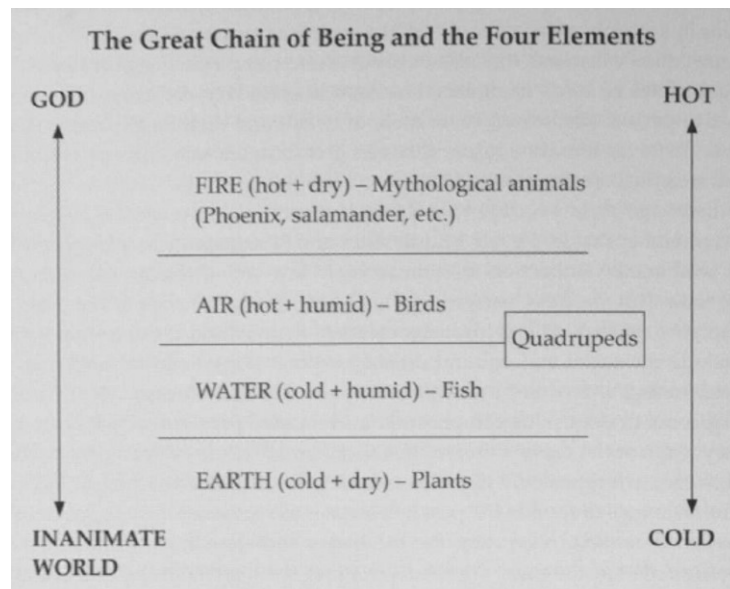 The Great Chain of Being and the Four Elements
GOD
HOT
FIRE (hot + dry) – Mythological animals
(Phoenix, salamander, etc.)
AIR (hot + humid) – Birds
Quadrupeds
WATER (cold + humid) – Fish
EARTH (cold + dry) – Plants
INANIMATE
WORLD
COLD